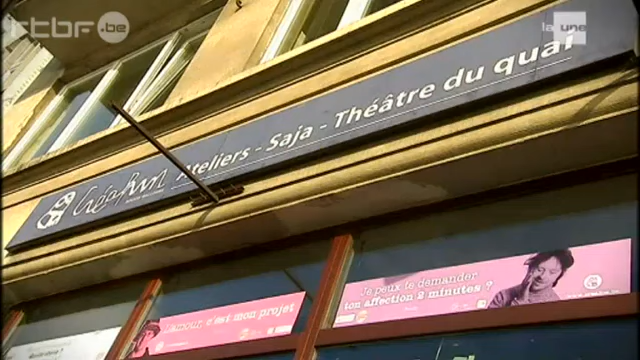 rtbf.be
la une
CréaHm Ateliers - Saja - Théâtre du quai
Je peux te demander
ton affection 2 minutes ?
L'amour, c'est mon projet